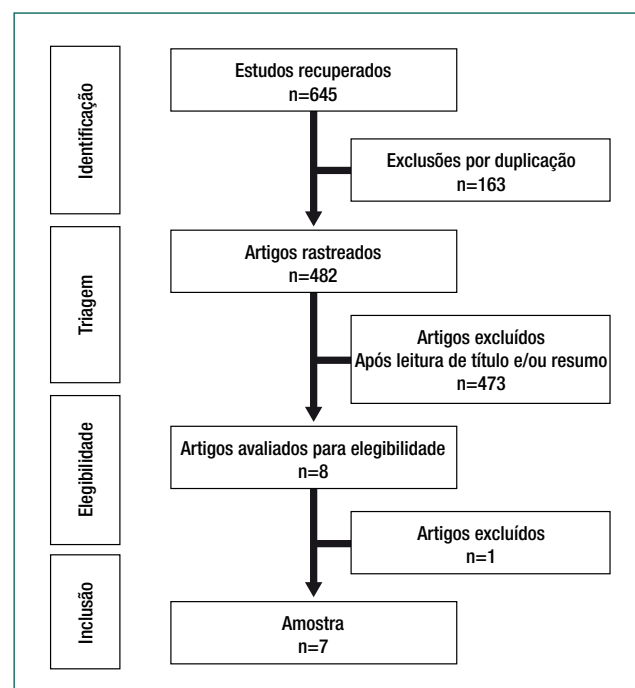 Identificação
Estudos recuperados
n=645
Exclusões por duplicação
n=163
Triagem
Artigos rastreados
n=482
Artigos excluídos
Após leitura de título e/ou resumo
n=473
Elegibilidade
Artigos avaliados para elegibilidade
n=8
Artigos excluídos
n=1
Inclusão
Amostra
n=7